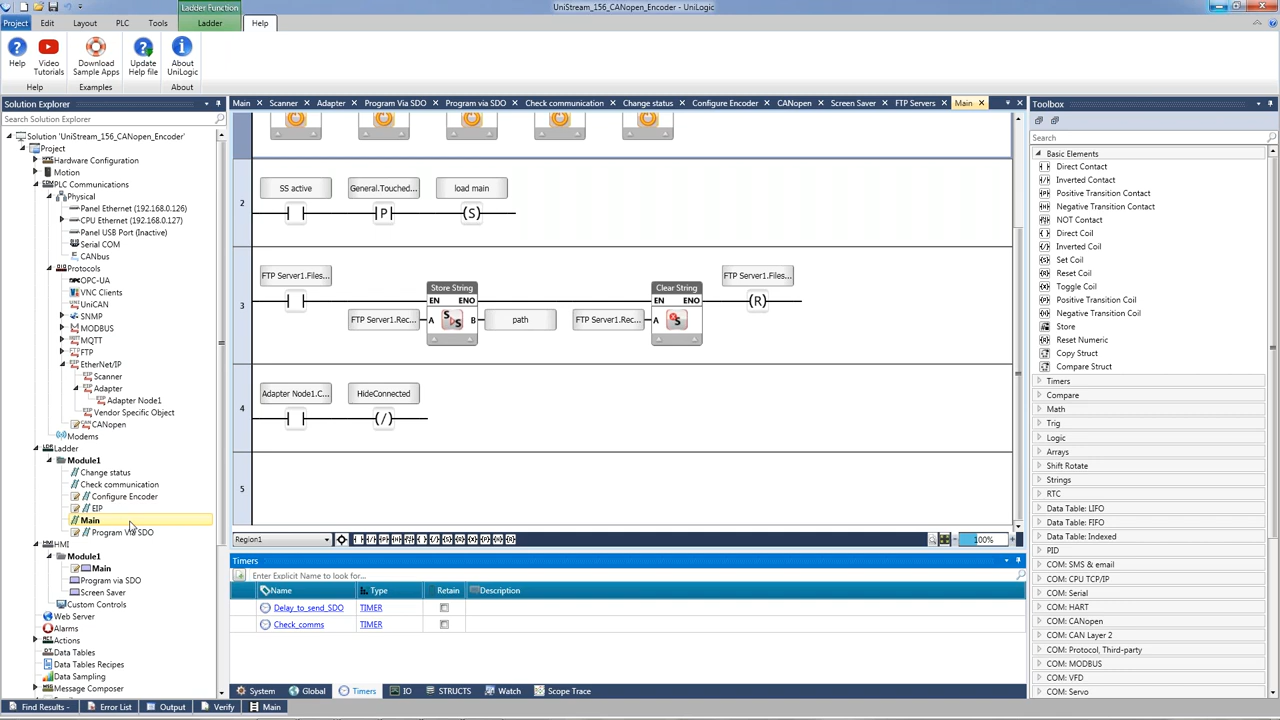 Ladder Function
UniStream_156_CANopen_Encoder - UniLogic
Project Edit Layout PLC Tools Ladder Help
Help
Video Tutorials
Download Sample Apps
Update Help file
About UniLogic
Help Examples About
Solution Explorer
Search Solution Explorer
Solution 'UniStream_156_CANopen_Encoder'
Project
Hardware Configuration
Motion
PLC Communications
Physical
Panel Ethernet (192.168.0.126)
CPU Ethernet (192.168.0.127)
Panel USB Port (Inactive)
Serial COM
CANbus
Protocols
OPC-UA
VNC Clients
UniCAN
SNMP
MODBUS
MQTT
FTP
EtherNet/IP
Scanner
Adapter
Adapter Node1
Vendor Specific Object
CANopen
Modems
Ladder
Module1
Change status
Check communication
Configure Encoder
EIP
Main
Program Via SDO
HMI
Module1
Main
Program via SDO
Screen Saver
Custom Controls
Web Server
Alarms
Actions
Data Tables
Data Tables Recipes
Data Sampling
Message Composer
Main Scanner Adapter Program Via SDO Program via SDO Check communication Change status Configure Encoder CANopen Screen Saver FTP Servers Main
2
SS active General.Touched... load main
P S
3
FTP Server1.Files... FTP Server1.Files...
Store String Clear String
EN ENO EN ENO R
FTP Server1.Rec... A B path FTP Server1.Rec... A
4
Adapter Node1.C... HideConnected
5
Region1 100%
Timers
Enter Explicit Name to look for...
Name Type Retain Description
Delay_to_send_SDO TIMER
Check_comms TIMER
System Global Timers IO STRUCTS Watch Scope Trace
Toolbox
Search
Basic Elements
Direct Contact
Inverted Contact
Positive Transition Contact
Negative Transition Contact
NOT Contact
Direct Coil
Inverted Coil
Set Coil
Reset Coil
Toggle Coil
Positive Transition Coil
Negative Transition Coil
Store
Reset Numeric
Copy Struct
Compare Struct
Timers
Compare
Math
Trig
Logic
Arrays
Shift Rotate
Strings
RTC
Data Table: LIFO
Data Table: FIFO
Data Table: Indexed
PID
COM: SMS & email
COM: CPU TCP/IP
COM: Serial
COM: HART
COM: CANopen
COM: CAN Layer 2
COM: Protocol, Third-party
COM: MODBUS
COM: Servo
Find Results - Error List Output Verify Main